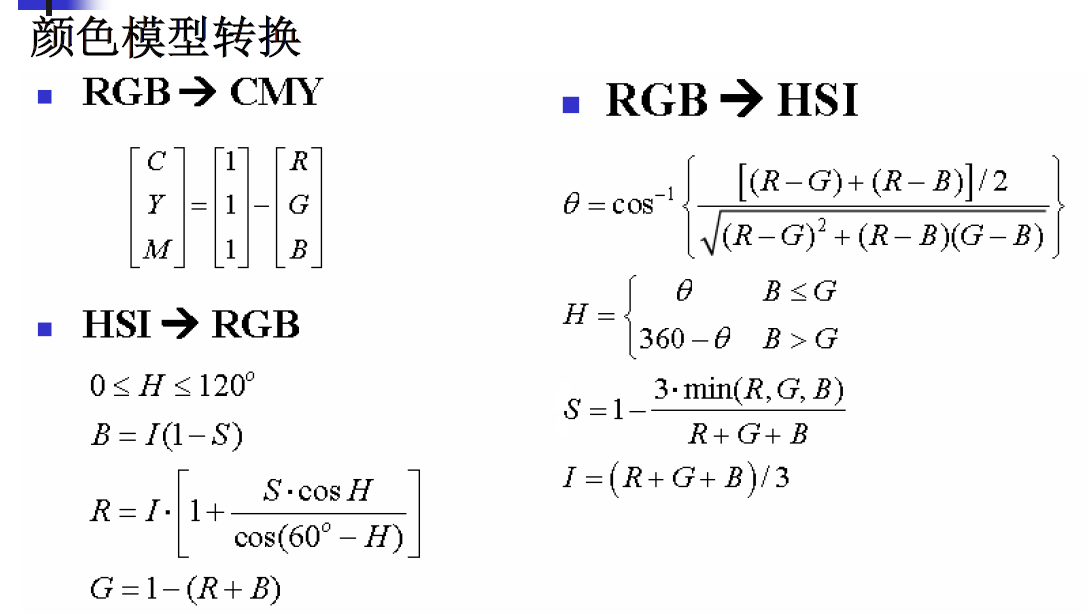 颜色模型转换
RGB → CMY
[C Y M] = [1 1 1] − [R G B]
HSI → RGB
0 ≤ H ≤ 120°
B = I(1 − S)
R = I · [1 + S · cos H / cos(60° − H)]
G = 1 − (R + B)
RGB → HSI
θ = cos⁻¹ { [(R − G) + (R − B)] / 2 / √((R − G)² + (R − B)(G − B)) }
H = { θ B ≤ G
360 − θ B > G
S = 1 − 3 · min(R, G, B) / R + G + B
I = (R + G + B) / 3